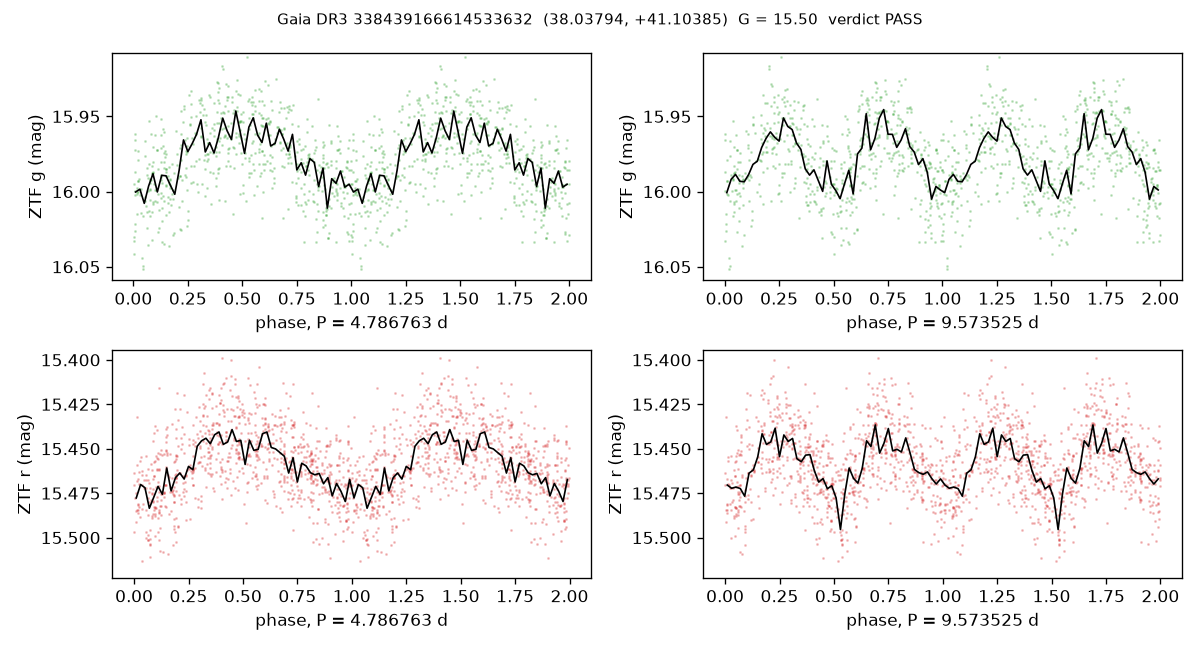 Gaia DR3 338439166614533632  (38.03794, +41.10385)  G = 15.50  verdict PASS
ZTF g (mag)
15.95
16.00
16.05
0.00 0.25 0.50 0.75 1.00 1.25 1.50 1.75 2.00
phase, P = 4.786763 d
ZTF g (mag)
15.95
16.00
16.05
0.00 0.25 0.50 0.75 1.00 1.25 1.50 1.75 2.00
phase, P = 9.573525 d
ZTF r (mag)
15.400
15.425
15.450
15.475
15.500
0.00 0.25 0.50 0.75 1.00 1.25 1.50 1.75 2.00
phase, P = 4.786763 d
ZTF r (mag)
15.400
15.425
15.450
15.475
15.500
0.00 0.25 0.50 0.75 1.00 1.25 1.50 1.75 2.00
phase, P = 9.573525 d